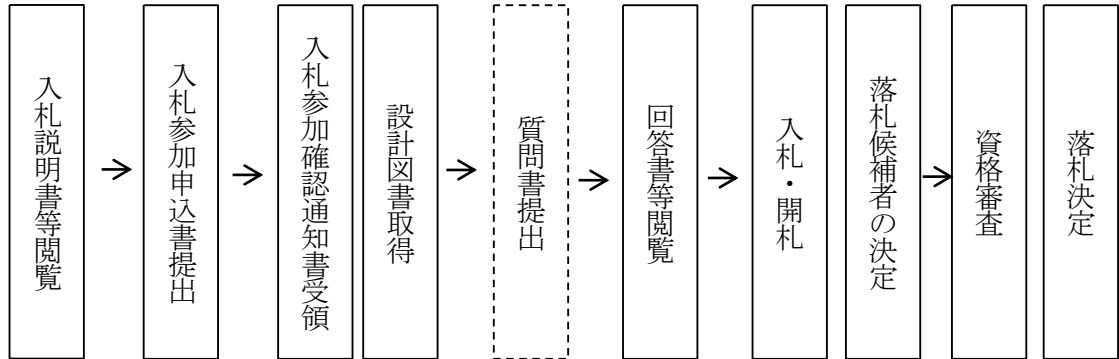 入札説明書等閲覧
入札参加申込書提出
入札参加確認通知書受領
設計図書取得
質問書提出
回答書等閲覧
入札・開札
落札候補者の決定
資格審査
落札決定